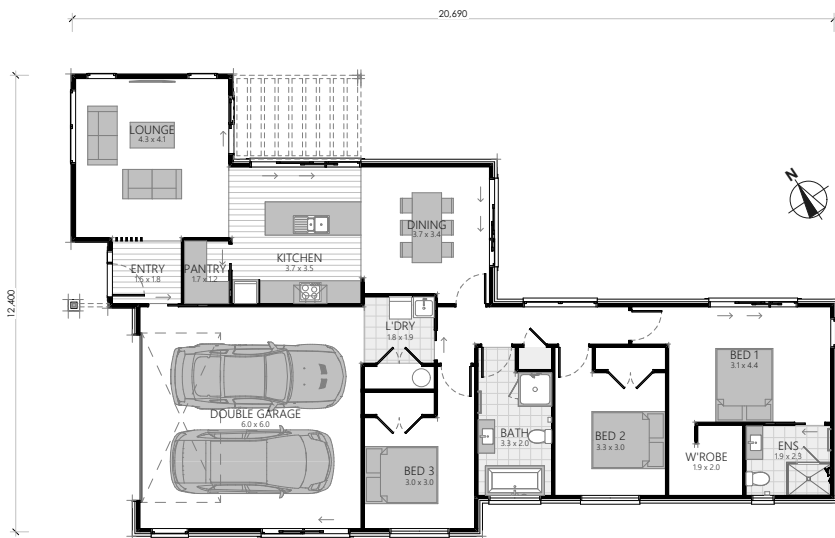 20,690
N
LOUNGE
4.3 x 4.1
DINING
3.7 x 3.4
KITCHEN
3.7 x 3.5
ENTRY
1.5 x 1.8
PANTRY
1.7 x 1.2
12,400
L'DRY
1.8 x 1.9
BED 1
3.1 x 4.4
DOUBLE GARAGE
6.0 x 6.0
BATH
3.3 x 2.0
BED 2
3.3 x 3.0
ENS
1.9 x 2.3
W'ROBE
1.9 x 2.0
BED 3
3.0 x 3.0